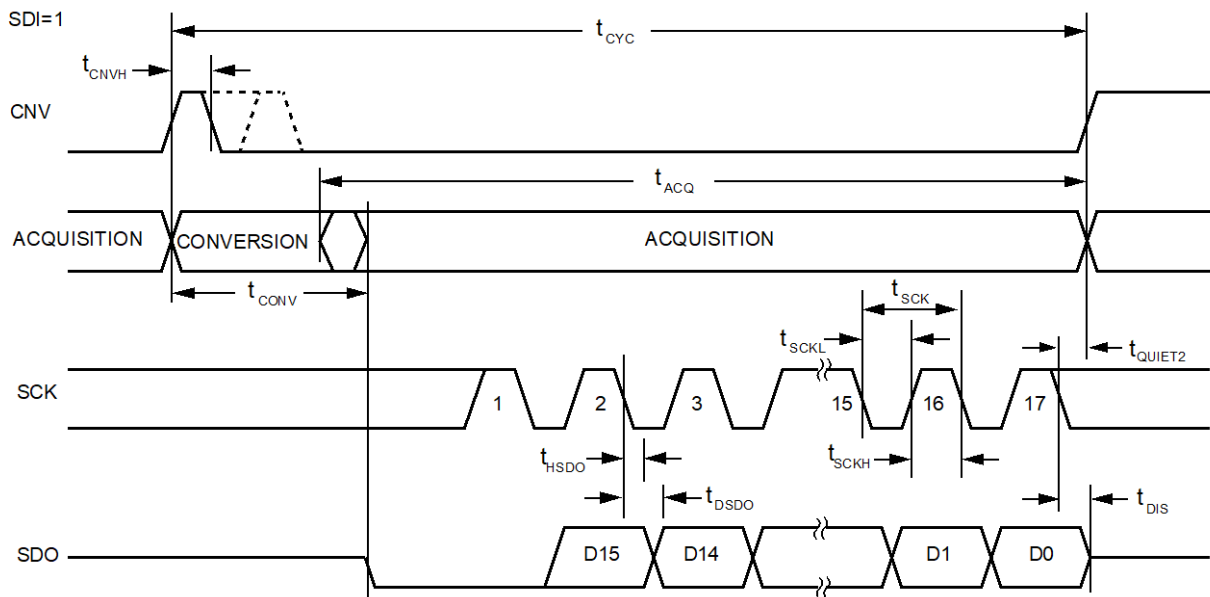 SDI=1
tCYC
tCNVH
CNV
tACQ
ACQUISITION
CONVERSION
ACQUISITION
tCONV
tSCK
tSCKL
tQUIET2
SCK
1
2
3
15
16
17
tHSDO
tSCKH
tDSDO
tDIS
SDO
D15
D14
D1
D0